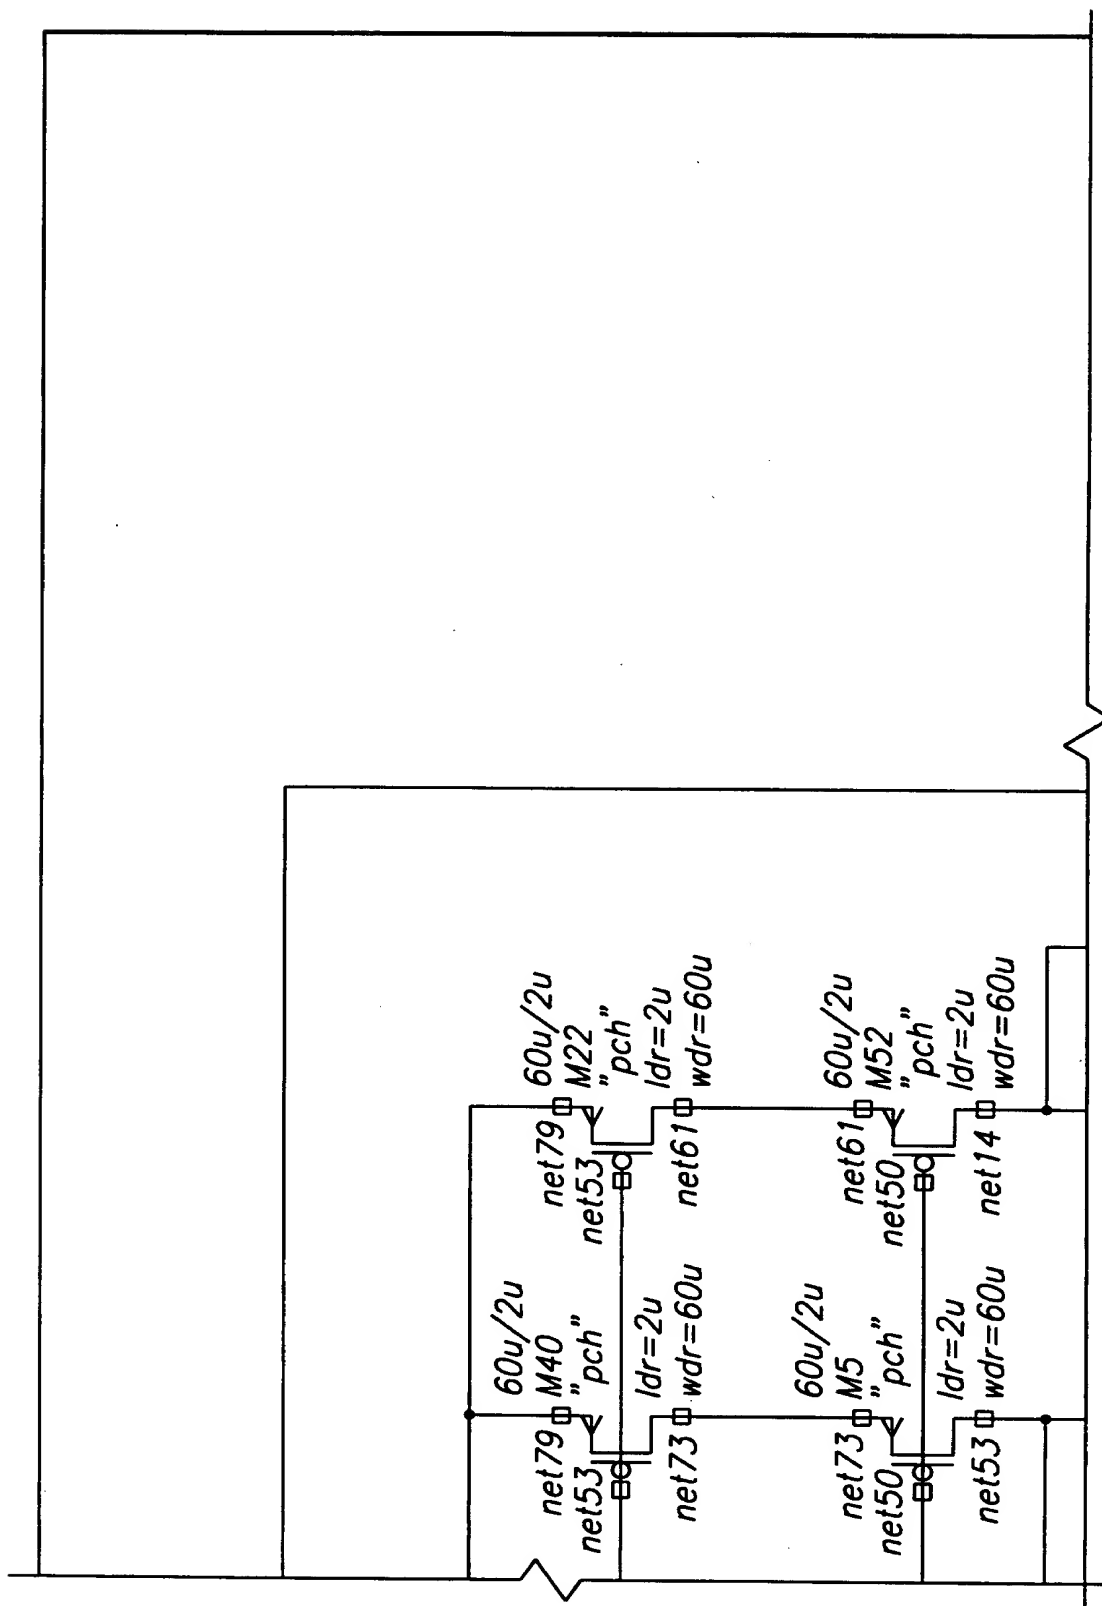 net79
net53
60u/2u
M40
"pch"
ldr=2u
wdr=60u
net73
net79
net53
60u/2u
M22
"pch"
ldr=2u
wdr=60u
net61
net73
net50
60u/2u
M5
"pch"
ldr=2u
wdr=60u
net53
net61
net50
60u/2u
M52
"pch"
ldr=2u
wdr=60u
net14